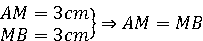 AM = 3cm
MB = 3cm} ⇒ AM = MB